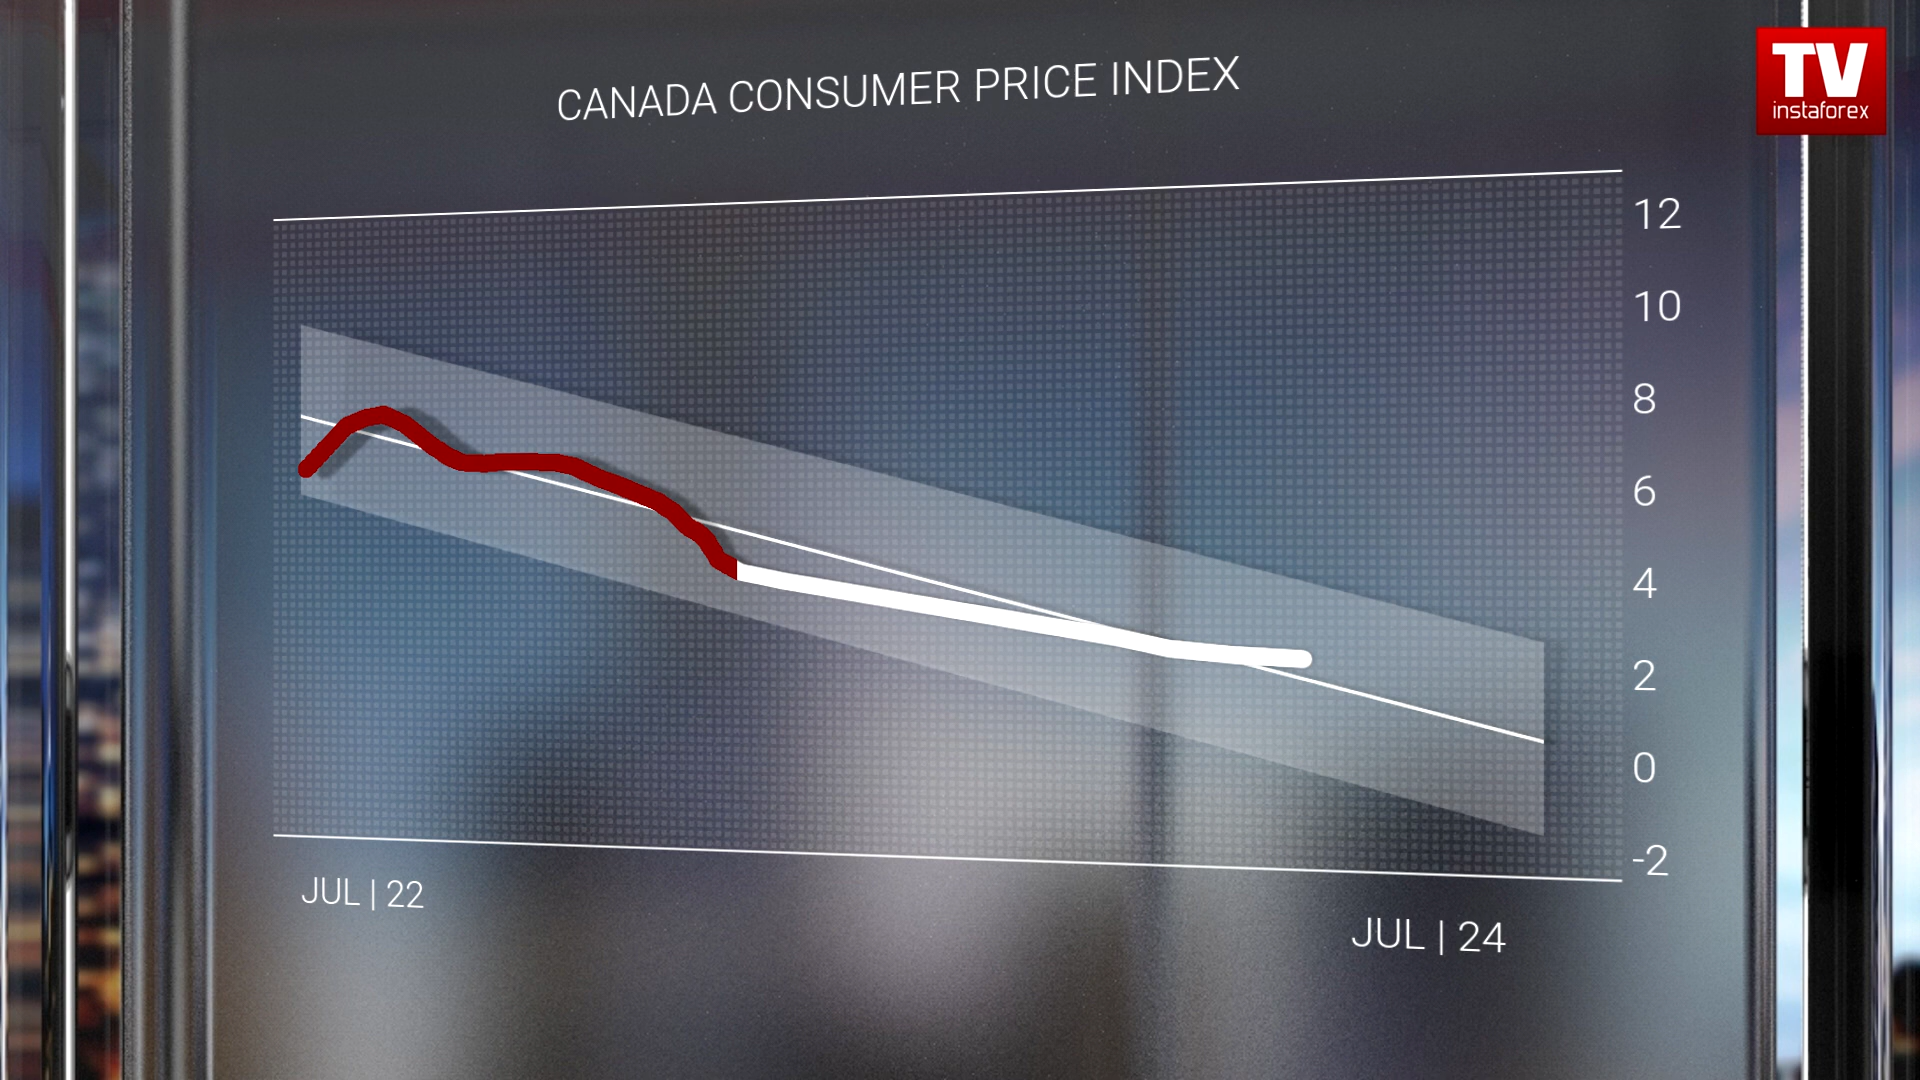 CANADA CONSUMER PRICE INDEX
TV
instaforex
12
10
8
6
4
2
0
-2
JUL | 22
JUL | 24